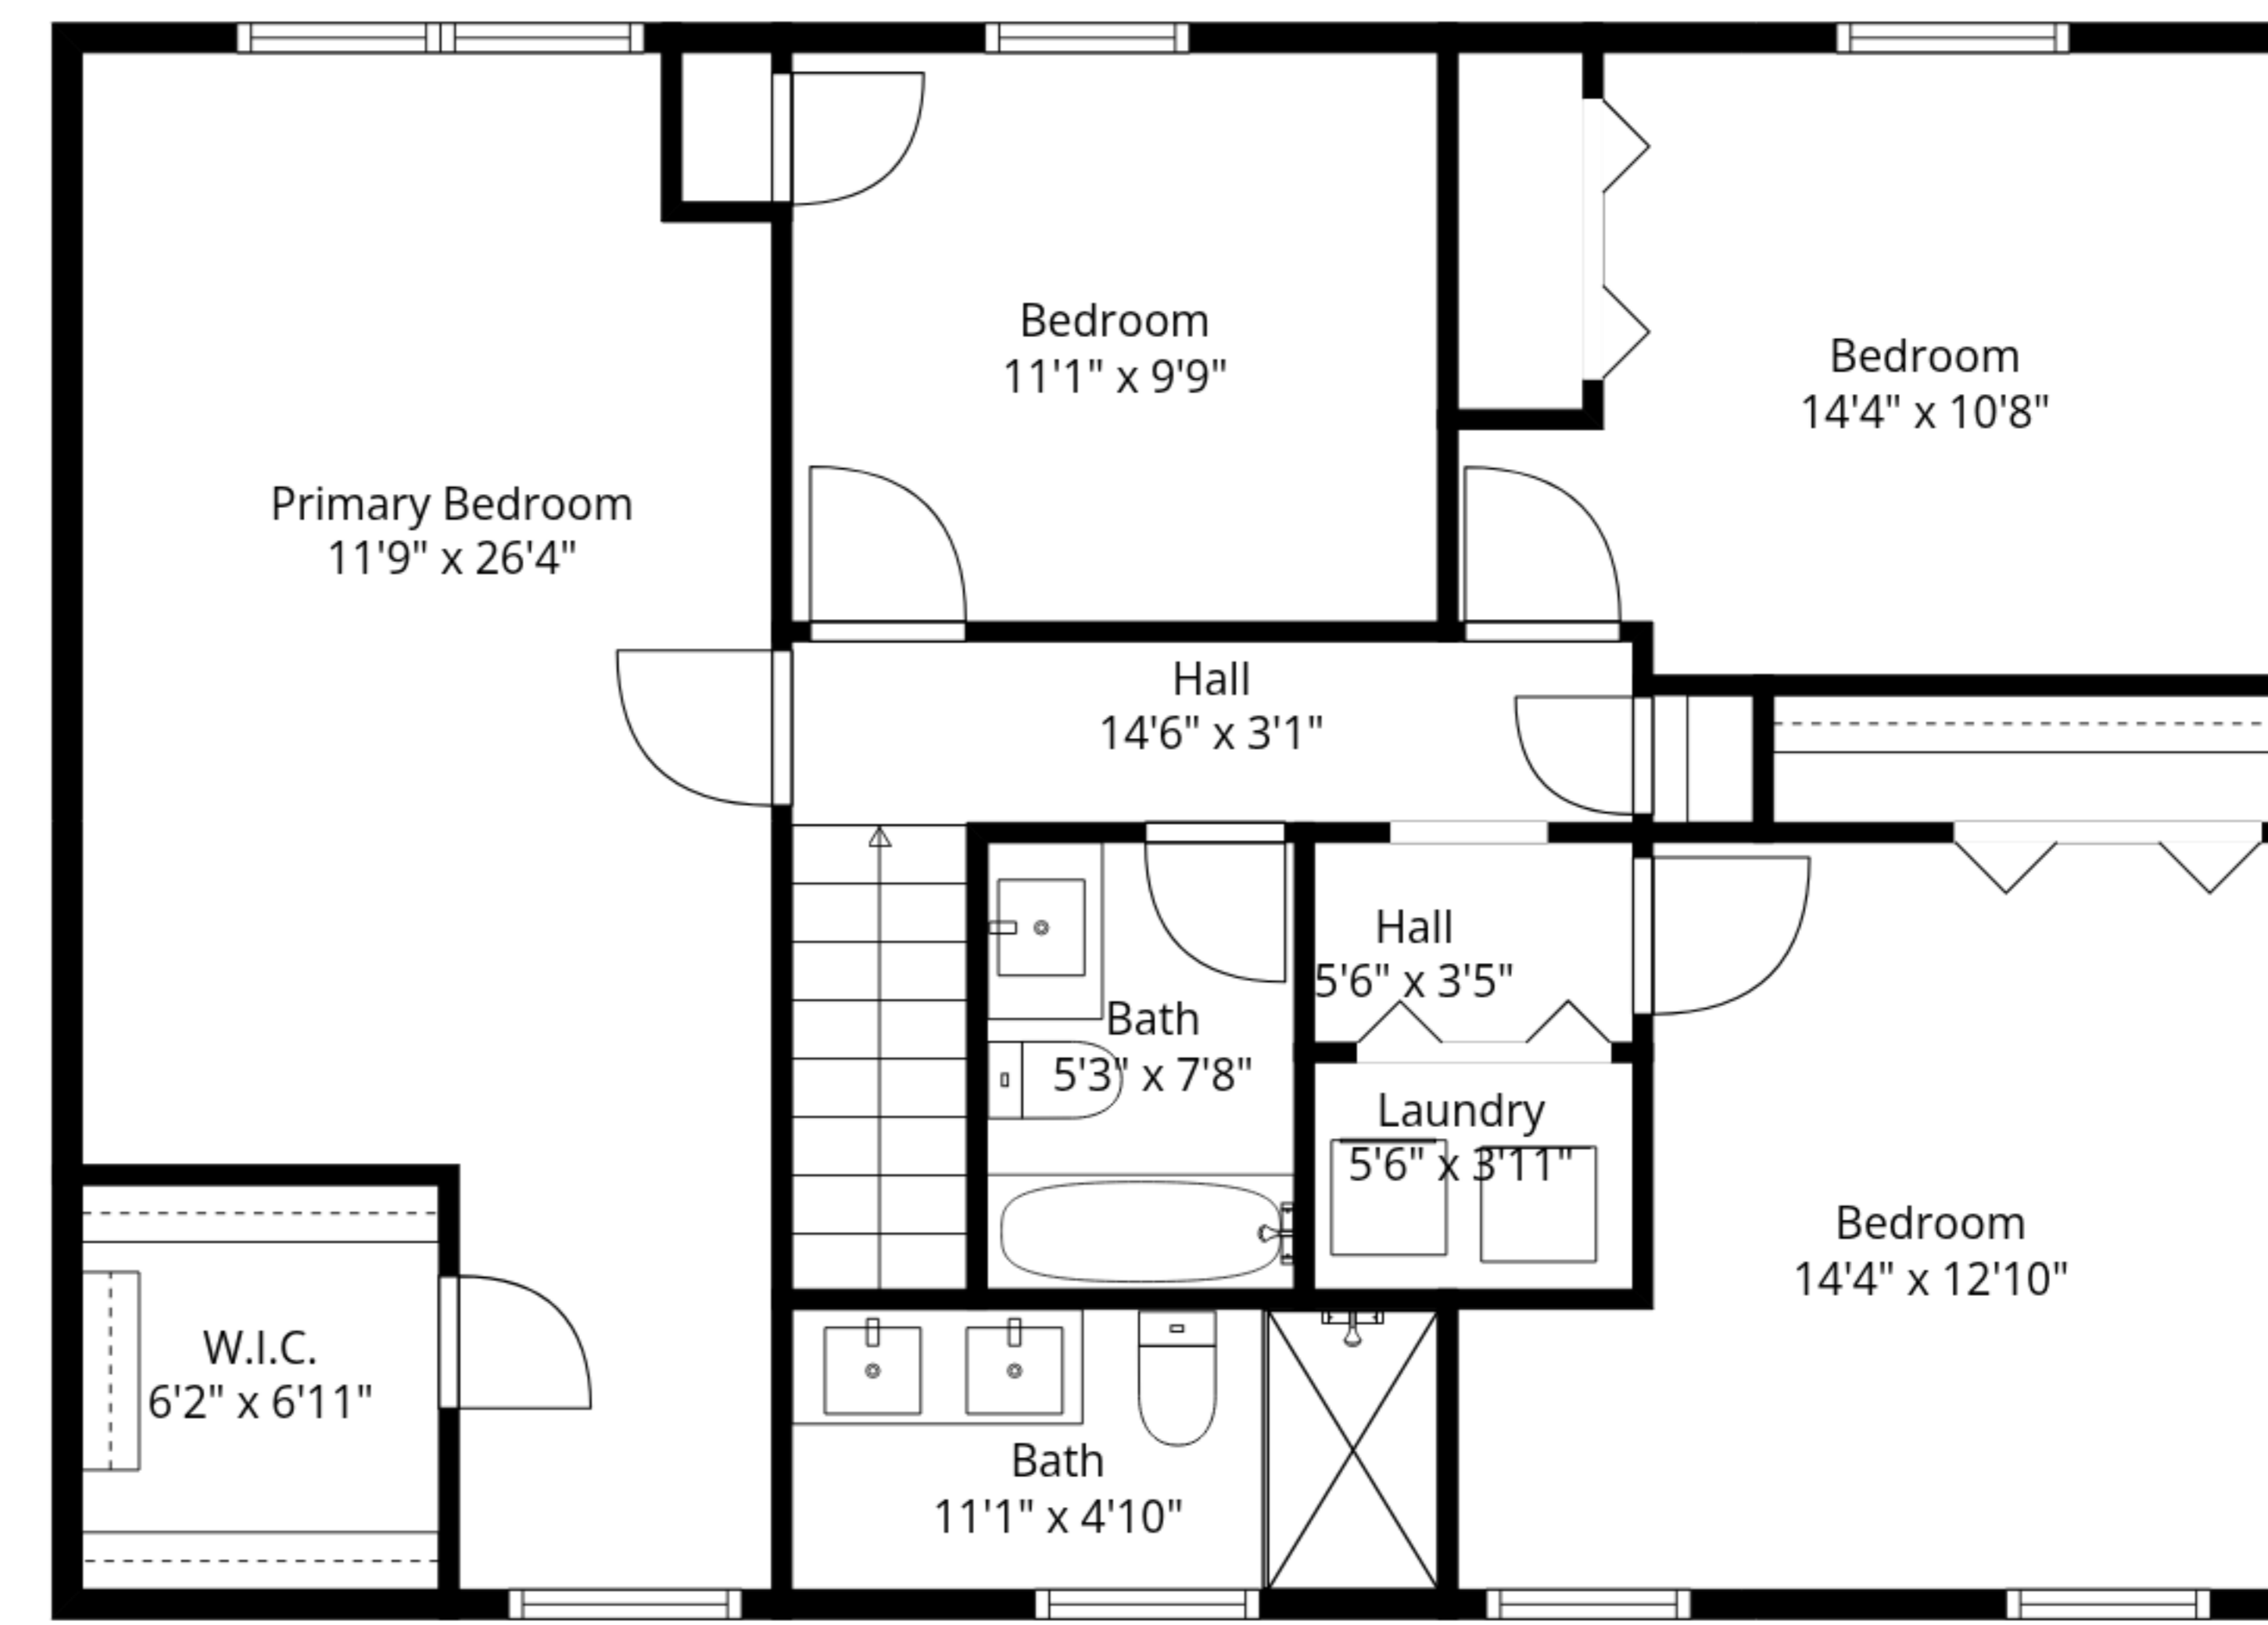 Primary Bedroom
11'9" x 26'4"
Bedroom
11'1" x 9'9"
Bedroom
14'4" x 10'8"
Hall
14'6" x 3'1"
Hall
5'6" x 3'5"
Bath
5'3" x 7'8"
Laundry
5'6" x 3'11"
Bedroom
14'4" x 12'10"
W.I.C.
6'2" x 6'11"
Bath
11'1" x 4'10"